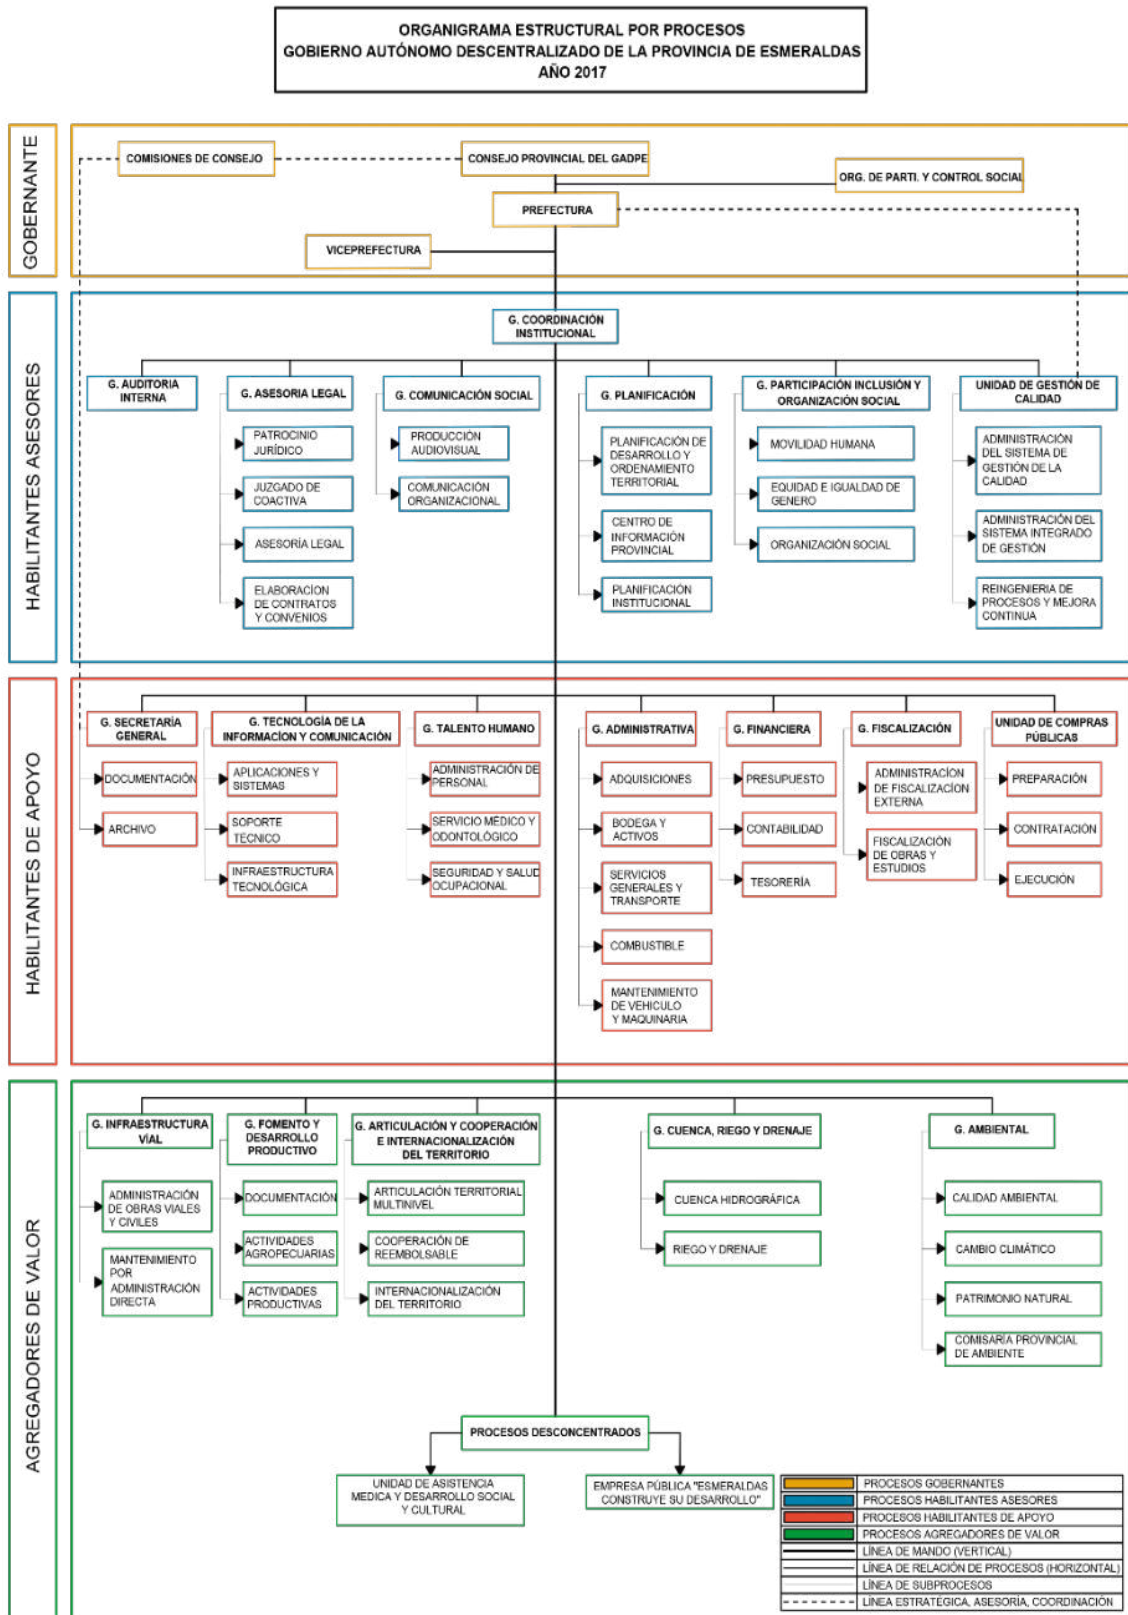 ORGANIGRAMA ESTRUCTURAL POR PROCESOS
GOBIERNO AUTÓNOMO DESCENTRALIZADO DE LA PROVINCIA DE ESMERALDAS
AÑO 2017
GOBERNANTE
COMISIONES DE CONSEJO
CONSEJO PROVINCIAL DEL GADPE
ORG. DE PARTI. Y CONTROL SOCIAL
PREFECTURA
VICEPREFECTURA
HABILITANTES ASESORES
G. COORDINACIÓN
INSTITUCIONAL
G. AUDITORIA
INTERNA
G. ASESORIA LEGAL
PATROCINIO
JURÍDICO
JUZGADO DE
COACTIVA
ASESORÍA LEGAL
ELABORACÍON
DE CONTRATOS
Y CONVENIOS
G. COMUNICACIÓN SOCIAL
PRODUCCIÓN
AUDIOVISUAL
COMUNICACIÓN
ORGANIZACIONAL
G. PLANIFICACIÓN
PLANIFICACIÓN DE
DESARROLLO Y
ORDENAMIENTO
TERRITORIAL
CENTRO DE
INFORMACIÓN
PROVINCIAL
PLANIFICACIÓN
INSTITUCIONAL
G. PARTICIPACIÓN INCLUSIÓN Y
ORGANIZACIÓN SOCIAL
MOVILIDAD HUMANA
EQUIDAD E IGUALDAD DE
GENERO
ORGANIZACIÓN SOCIAL
UNIDAD DE GESTIÓN DE
CALIDAD
ADMINISTRACIÓN
DEL SISTEMA DE
GESTIÓN DE LA
CALIDAD
ADMINISTRACIÓN DEL
SISTEMA INTEGRADO
DE GESTIÓN
REINGENIERIA DE
PROCESOS Y MEJORA
CONTINUA
HABILITANTES DE APOYO
G. SECRETARÍA
GENERAL
DOCUMENTACIÓN
ARCHIVO
G. TECNOLOGÍA DE LA
INFORMACÍON Y COMUNICACIÓN
APLICACIONES Y
SISTEMAS
SOPORTE
TÉCNICO
INFRAESTRUCTURA
TECNOLÓGICA
G. TALENTO HUMANO
ADMINISTRACIÓN DE
PERSONAL
SERVICIO MÉDICO Y
ODONTOLÓGICO
SEGURIDAD Y SALUD
OCUPACIONAL
G. ADMINISTRATIVA
ADQUISICIONES
BODEGA Y
ACTIVOS
SERVICIOS
GENERALES Y
TRANSPORTE
COMBUSTIBLE
MANTENIMIENTO
DE VEHICULO
Y MAQUINARIA
G. FINANCIERA
PRESUPUESTO
CONTABILIDAD
TESORERÍA
G. FISCALIZACIÓN
ADMINISTRACÍON
DE FISCALIZACÍON
EXTERNA
FISCALIZACIÓN
DE OBRAS Y
ESTUDIOS
UNIDAD DE COMPRAS
PÚBLICAS
PREPARACIÓN
CONTRATACIÓN
EJECUCIÓN
AGREGADORES DE VALOR
G. INFRAESTRUCTURA
VÍAL
ADMINISTRACIÓN
DE OBRAS VIALES
Y CIVILES
MANTENIMIENTO
POR
ADMINISTRACIÓN
DIRECTA
G. FOMENTO Y
DESARROLLO
PRODUCTIVO
DOCUMENTACIÓN
ACTIVIDADES
AGROPECUARIAS
ACTIVIDADES
PRODUCTIVAS
G. ARTICULACIÓN Y COOPERACIÓN
E INTERNACIONALIZACIÓN
DEL TERRITORIO
ARTICULACIÓN TERRITORIAL
MULTINIVEL
COOPERACIÓN DE
REEMBOLSABLE
INTERNACIONALIZACIÓN
DEL TERRITORIO
G. CUENCA, RIEGO Y DRENAJE
CUENCA HIDROGRÁFICA
RIEGO Y DRENAJE
G. AMBIENTAL
CALIDAD AMBIENTAL
CAMBIO CLIMÁTICO
PATRIMONIO NATURAL
COMISARÍA PROVINCIAL
DE AMBIENTE
PROCESOS DESCONCENTRADOS
UNIDAD DE ASISTENCIA
MEDICA Y DESARROLLO SOCIAL
Y CULTURAL
EMPRESA PÚBLICA "ESMERALDAS
CONSTRUYE SU DESARROLLO"
PROCESOS GOBERNANTES
PROCESOS HABILITANTES ASESORES
PROCESOS HABILITANTES DE APOYO
PROCESOS AGREGADORES DE VALOR
LÍNEA DE MANDO (VERTICAL)
LÍNEA DE RELACIÓN DE PROCESOS (HORIZONTAL)
LÍNEA DE SUBPROCESOS
LÍNEA ESTRATÉGICA, ASESORÍA, COORDINACIÓN